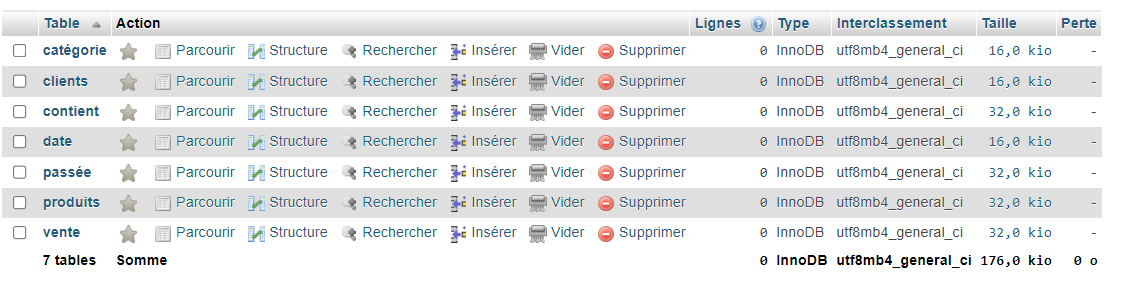 Table Action Lignes Type Interclassement Taille Perte
catégorie Parcourir Structure Rechercher Insérer Vider Supprimer 0 InnoDB utf8mb4_general_ci 16,0 kio -
clients Parcourir Structure Rechercher Insérer Vider Supprimer 0 InnoDB utf8mb4_general_ci 16,0 kio -
contient Parcourir Structure Rechercher Insérer Vider Supprimer 0 InnoDB utf8mb4_general_ci 32,0 kio -
date Parcourir Structure Rechercher Insérer Vider Supprimer 0 InnoDB utf8mb4_general_ci 16,0 kio -
passée Parcourir Structure Rechercher Insérer Vider Supprimer 0 InnoDB utf8mb4_general_ci 32,0 kio -
produits Parcourir Structure Rechercher Insérer Vider Supprimer 0 InnoDB utf8mb4_general_ci 32,0 kio -
vente Parcourir Structure Rechercher Insérer Vider Supprimer 0 InnoDB utf8mb4_general_ci 32,0 kio -
7 tables Somme 0 InnoDB utf8mb4_general_ci 176,0 kio 0 o